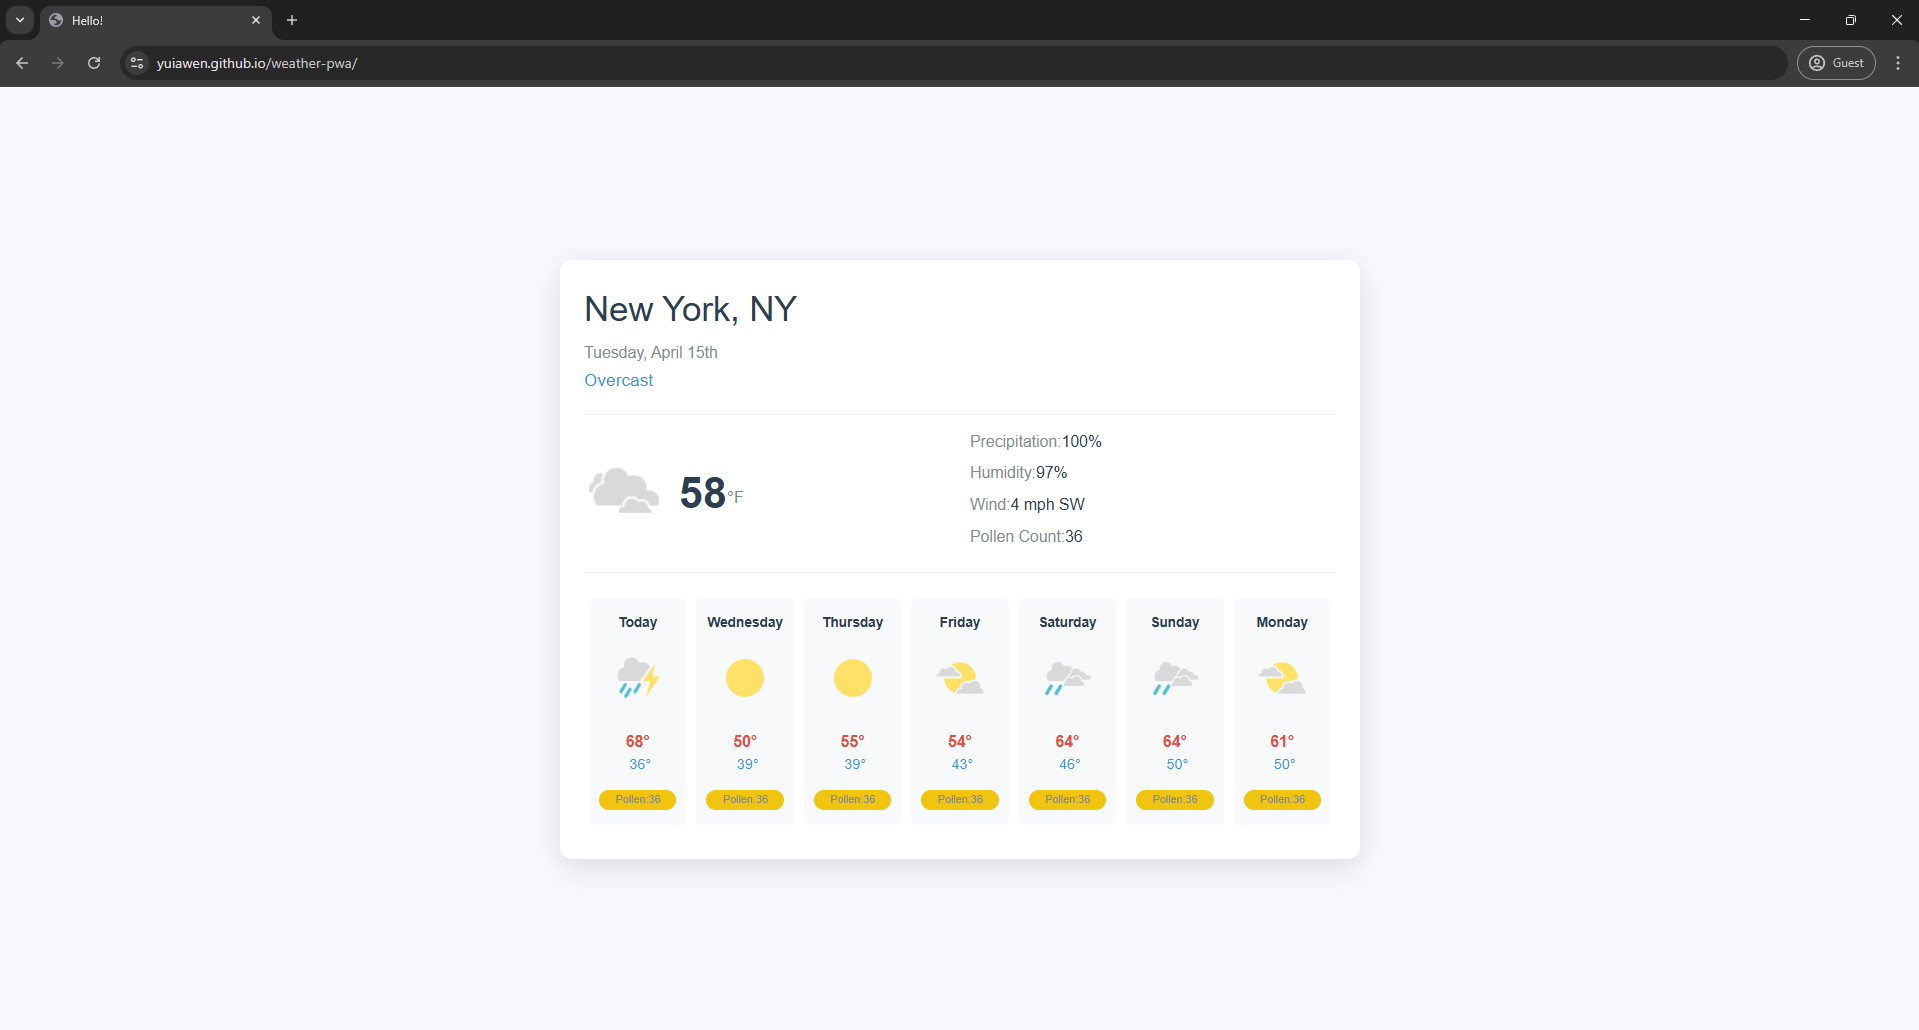 Hello!
yuiawen.github.io/weather-pwa/
Guest
New York, NY
Tuesday, April 15th
Overcast
58°F
Precipitation:100%
Humidity:97%
Wind:4 mph SW
Pollen Count:36
Today Wednesday Thursday Friday Saturday Sunday Monday
68° 50° 55° 54° 64° 64° 61°
36° 39° 39° 43° 46° 50° 50°
Pollen:36 Pollen:36 Pollen:36 Pollen:36 Pollen:36 Pollen:36 Pollen:36